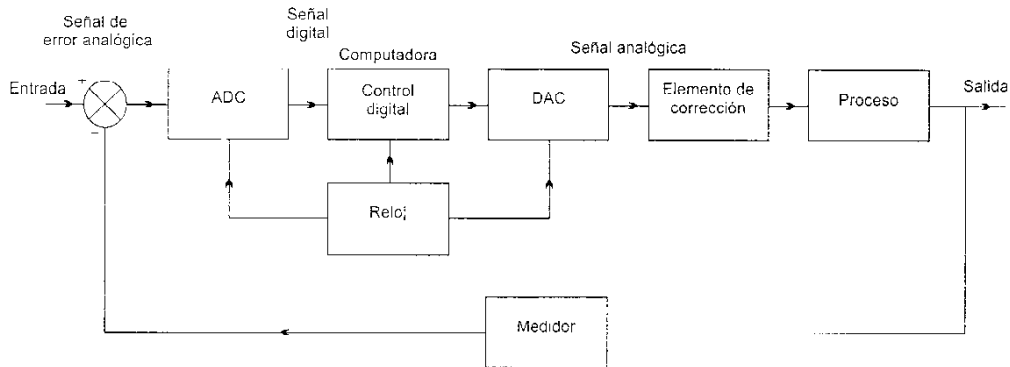 Señal de
error analógica
Señal
digital
Computadora
Señal analógica
Entrada
+
−
ADC
Control
digital
DAC
Elemento de
corrección
Proceso
Salida
Reloj
Medidor